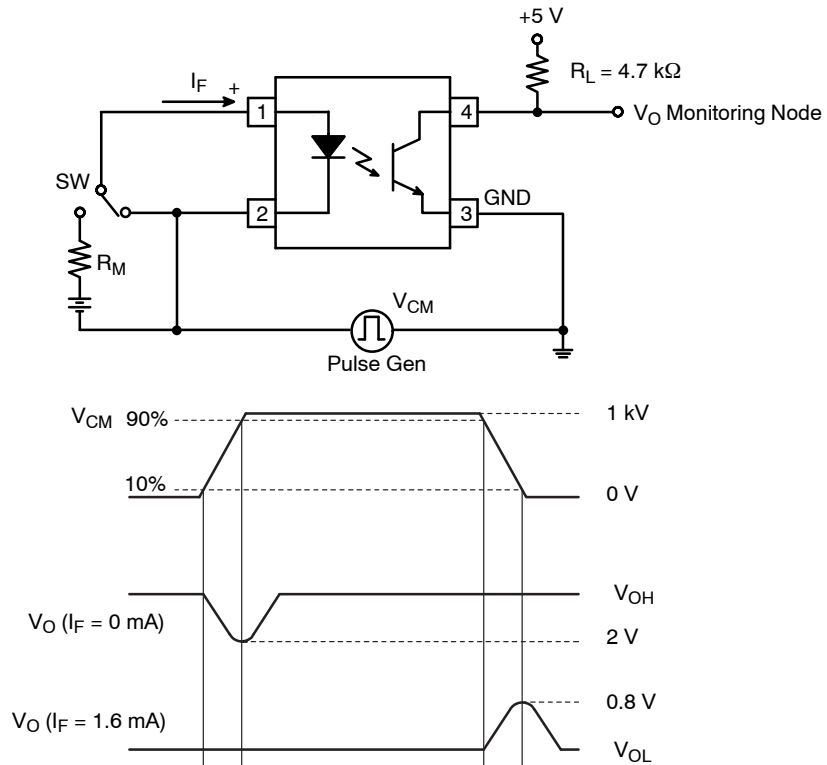 +5 V
R_L = 4.7 kΩ
I_F
+
1
4
V_O Monitoring Node
SW
2
3
GND
R_M
V_CM
Pulse Gen
V_CM 90%
1 kV
10%
0 V
V_OH
V_O (I_F = 0 mA)
2 V
0.8 V
V_O (I_F = 1.6 mA)
V_OL